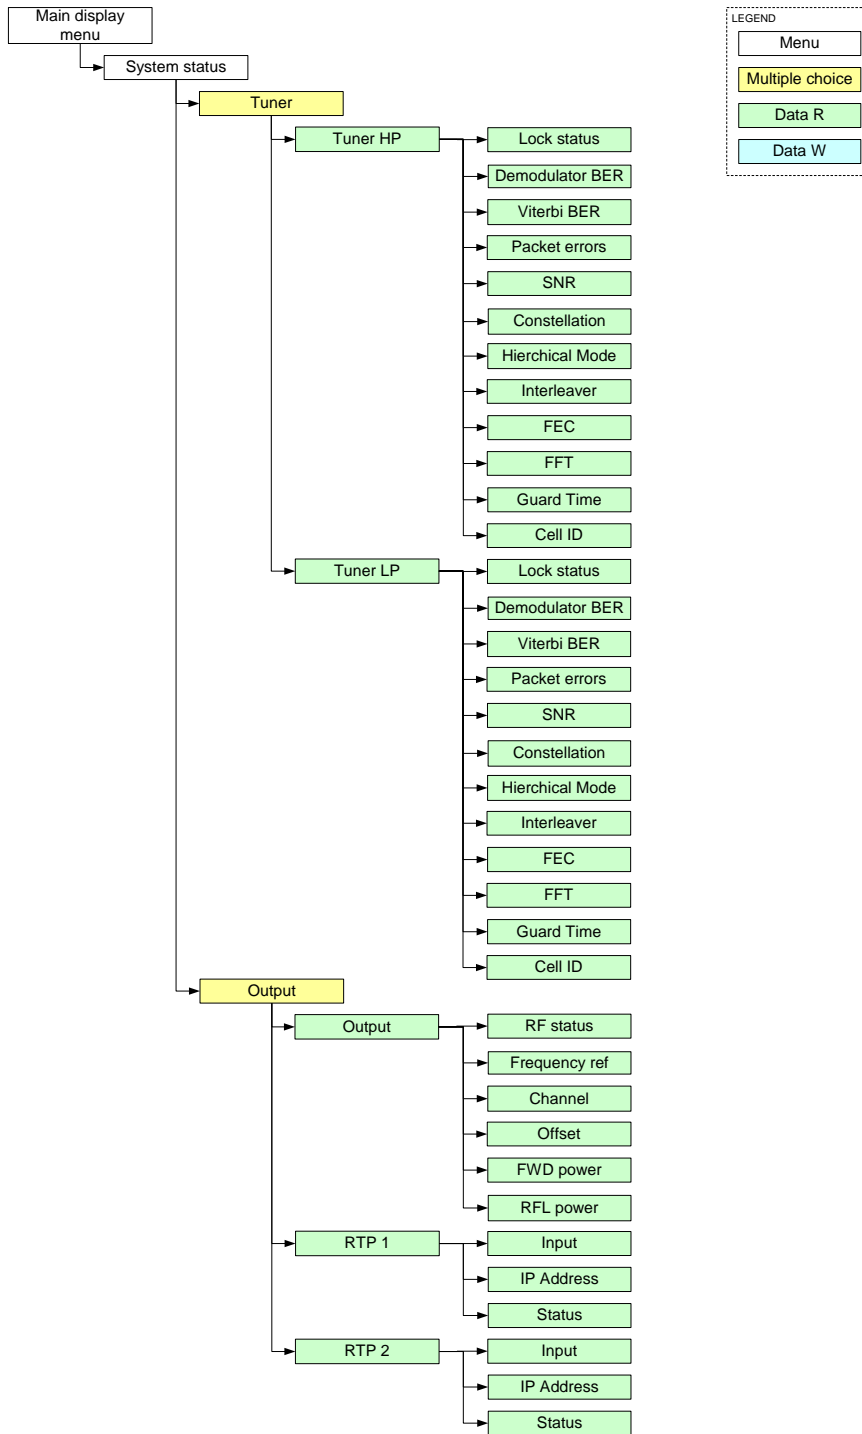 Main display
menu
System status
Tuner
Tuner HP
Lock status
Demodulator BER
Viterbi BER
Packet errors
SNR
Constellation
Hierchical Mode
Interleaver
FEC
FFT
Guard Time
Cell ID
Tuner LP
Lock status
Demodulator BER
Viterbi BER
Packet errors
SNR
Constellation
Hierchical Mode
Interleaver
FEC
FFT
Guard Time
Cell ID
Output
Output
RF status
Frequency ref
Channel
Offset
FWD power
RFL power
RTP 1
Input
IP Address
Status
RTP 2
Input
IP Address
Status
LEGEND
Menu
Multiple choice
Data R
Data W